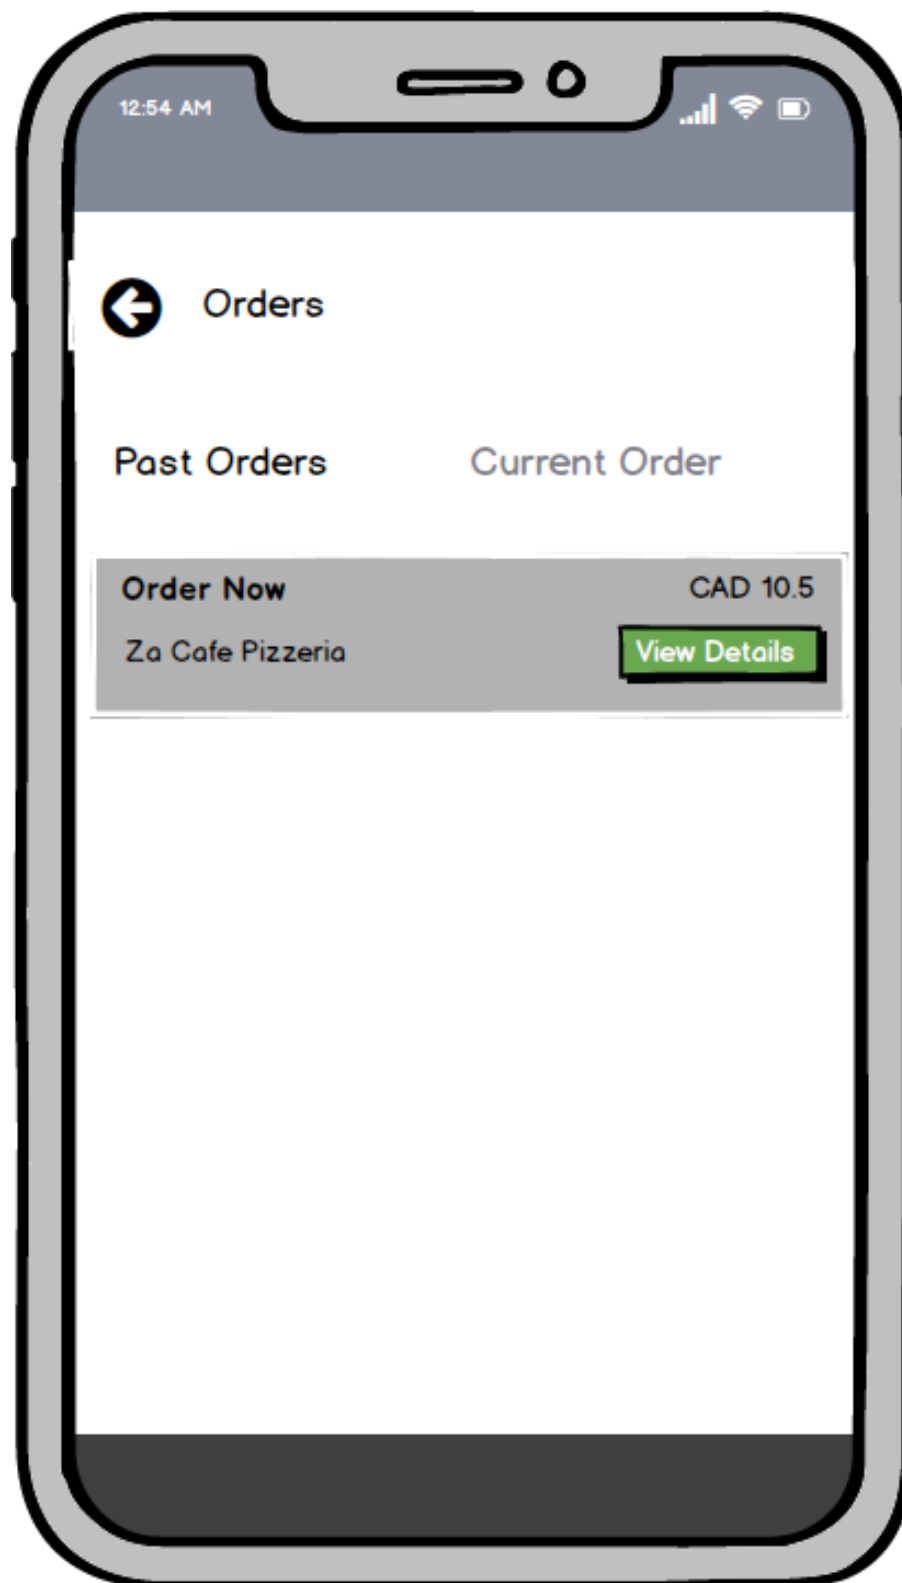 12:54 AM
Orders
Past Orders Current Order
Order Now CAD 10.5
Za Cafe Pizzeria View Details